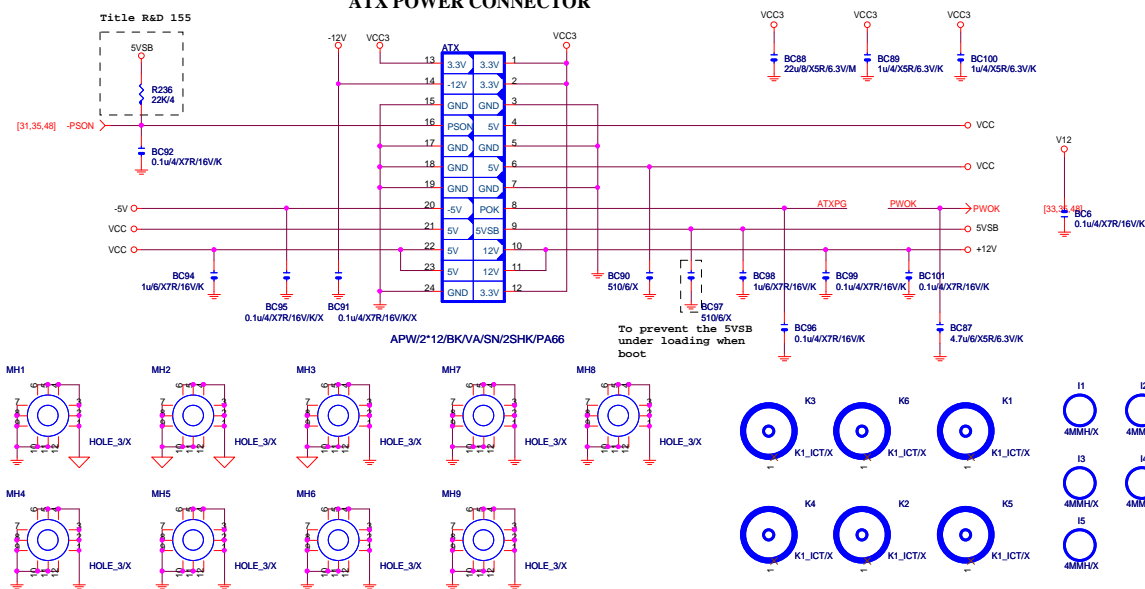 ATX POWER CONNECTOR
Title R&D 155
5VSB
R236
22K/4
[31,35,48] -PSON
BC92
0.1u/4/X7R/16V/K
-12V
VCC3
ATX
VCC3
13 3.3V 3.3V 1
14 -12V 3.3V 2
15 GND GND 3
16 PSON 5V 4
17 GND GND 5
18 GND 5V 6
19 GND GND 7
20 -5V POK 8
21 5V 5VSB 9
22 5V 12V 10
23 5V 12V 11
24 GND 3.3V 12
APW/2*12/BK/VA/SN/2SHK/PA66
VCC3
BC88
22u/8/X5R/6.3V/M
VCC3
BC89
1u/4/X5R/6.3V/K
VCC3
BC100
1u/4/X5R/6.3V/K
VCC
VCC
V12
ATXPG
PWOK
PWOK
BC6
0.1u/4/X7R/16V/K
5VSB
+12V
-5V
VCC
VCC
BC94
1u/6/X7R/16V/K
BC95
0.1u/4/X7R/16V/K/X
BC91
0.1u/4/X7R/16V/K/X
BC90
510/6/X
BC97
510/6/X
BC98
1u/6/X7R/16V/K
BC99
0.1u/4/X7R/16V/K
BC101
0.1u/4/X7R/16V/K
To prevent the 5VSB
under loading when
boot
BC96
0.1u/4/X7R/16V/K
BC87
4.7u/6/X5R/6.3V/K
MH1
HOLE_3/X
MH2
HOLE_3/X
MH3
HOLE_3/X
MH7
HOLE_3/X
MH8
HOLE_3/X
MH4
HOLE_3/X
MH5
HOLE_3/X
MH6
HOLE_3/X
MH9
HOLE_3/X
K3
K1_ICT/X
1
K6
K1_ICT/X
1
K1
K1_ICT/X
1
K4
K1_ICT/X
1
K2
K1_ICT/X
1
K5
K1_ICT/X
1
I1
4MMH/X
I3
4MMH/X
I5
4MMH/X